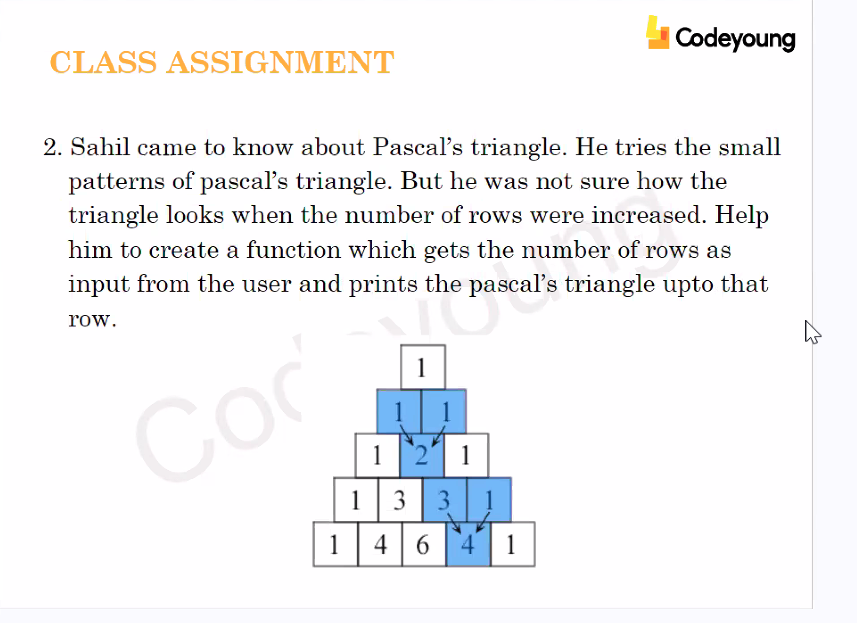 Codeyoung
CLASS ASSIGNMENT
2. Sahil came to know about Pascal's triangle. He tries the small
patterns of pascal's triangle. But he was not sure how the
triangle looks when the number of rows were increased. Help
him to create a function which gets the number of rows as
input from the user and prints the pascal's triangle upto that
row.
1
1 1
1 2 1
1 3 3 1
1 4 6 4 1